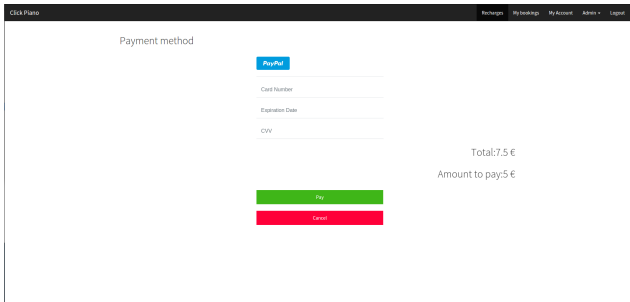 Click Piano Recharges My bookings My Account Admin Logout
Payment method
PayPal
Card Number
Expiration Date
CVV
Total:7.5 €
Amount to pay:5 €
Pay
Cancel